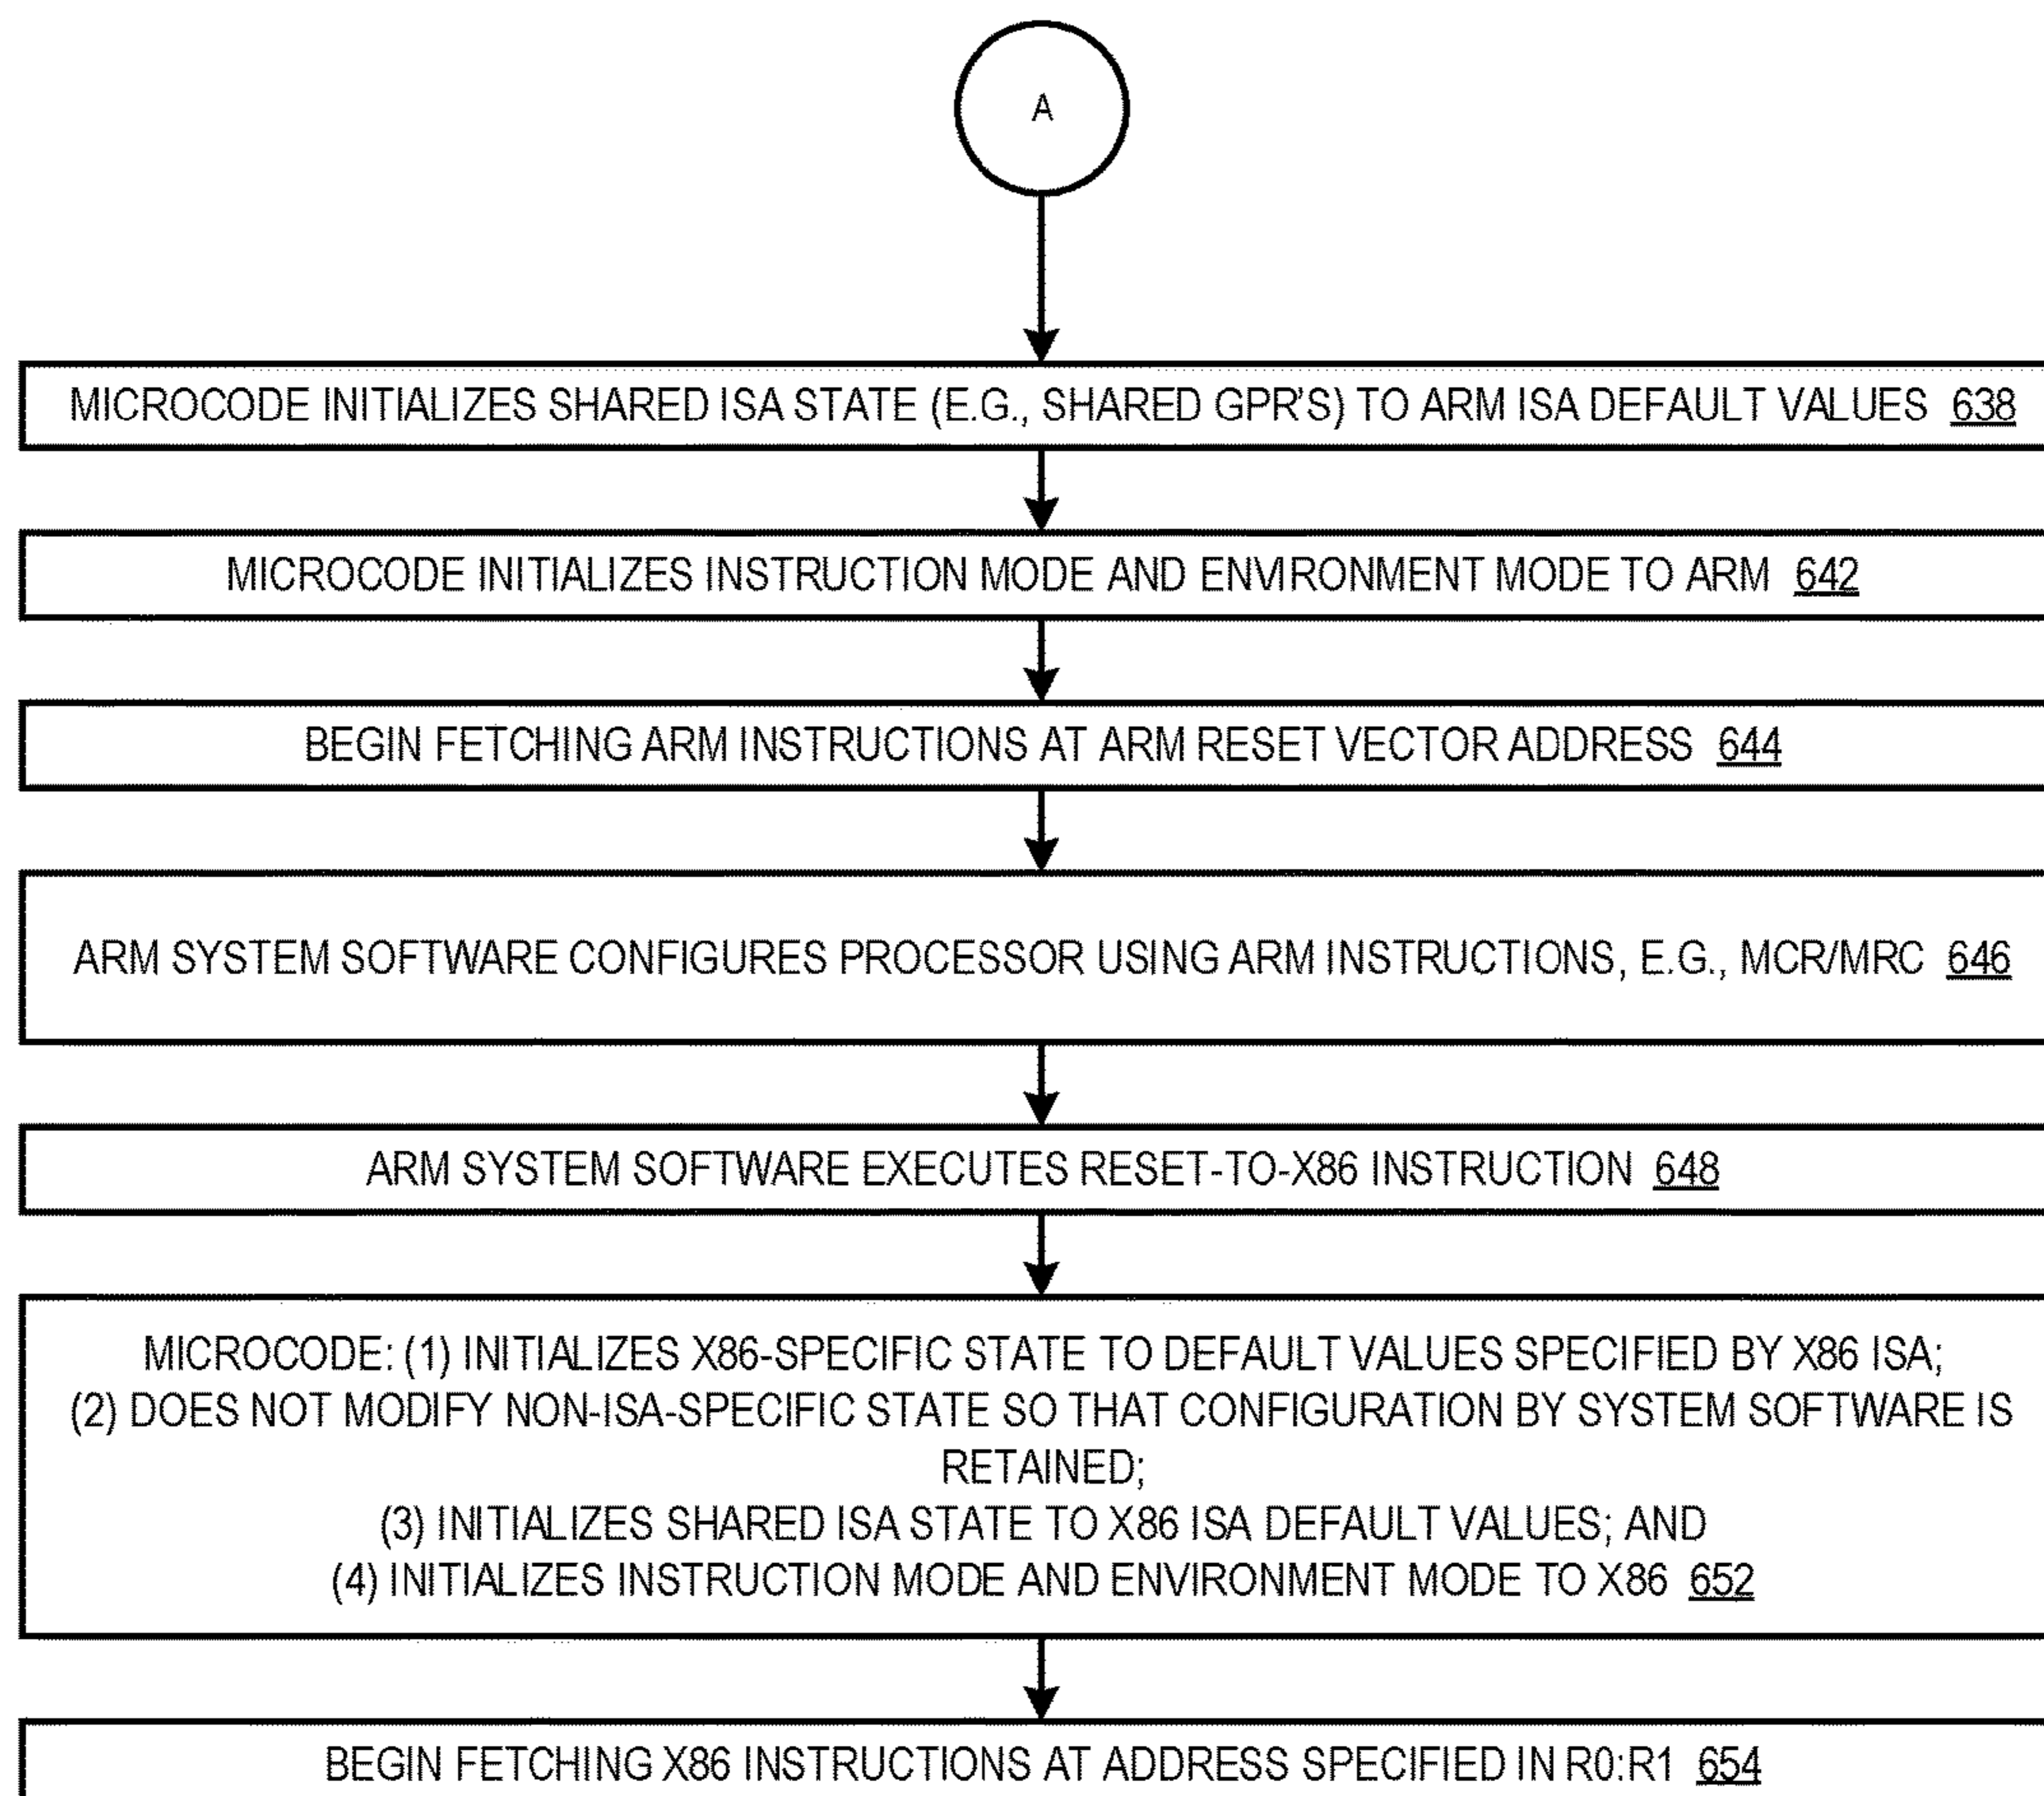 A
MICROCODE INITIALIZES SHARED ISA STATE (E.G., SHARED GPR'S) TO ARM ISA DEFAULT VALUES 638
MICROCODE INITIALIZES INSTRUCTION MODE AND ENVIRONMENT MODE TO ARM 642
BEGIN FETCHING ARM INSTRUCTIONS AT ARM RESET VECTOR ADDRESS 644
ARM SYSTEM SOFTWARE CONFIGURES PROCESSOR USING ARM INSTRUCTIONS, E.G., MCR/MRC 646
ARM SYSTEM SOFTWARE EXECUTES RESET-TO-X86 INSTRUCTION 648
MICROCODE: (1) INITIALIZES X86-SPECIFIC STATE TO DEFAULT VALUES SPECIFIED BY X86 ISA;
(2) DOES NOT MODIFY NON-ISA-SPECIFIC STATE SO THAT CONFIGURATION BY SYSTEM SOFTWARE IS
RETAINED;
(3) INITIALIZES SHARED ISA STATE TO X86 ISA DEFAULT VALUES; AND
(4) INITIALIZES INSTRUCTION MODE AND ENVIRONMENT MODE TO X86 652
BEGIN FETCHING X86 INSTRUCTIONS AT ADDRESS SPECIFIED IN R0:R1 654